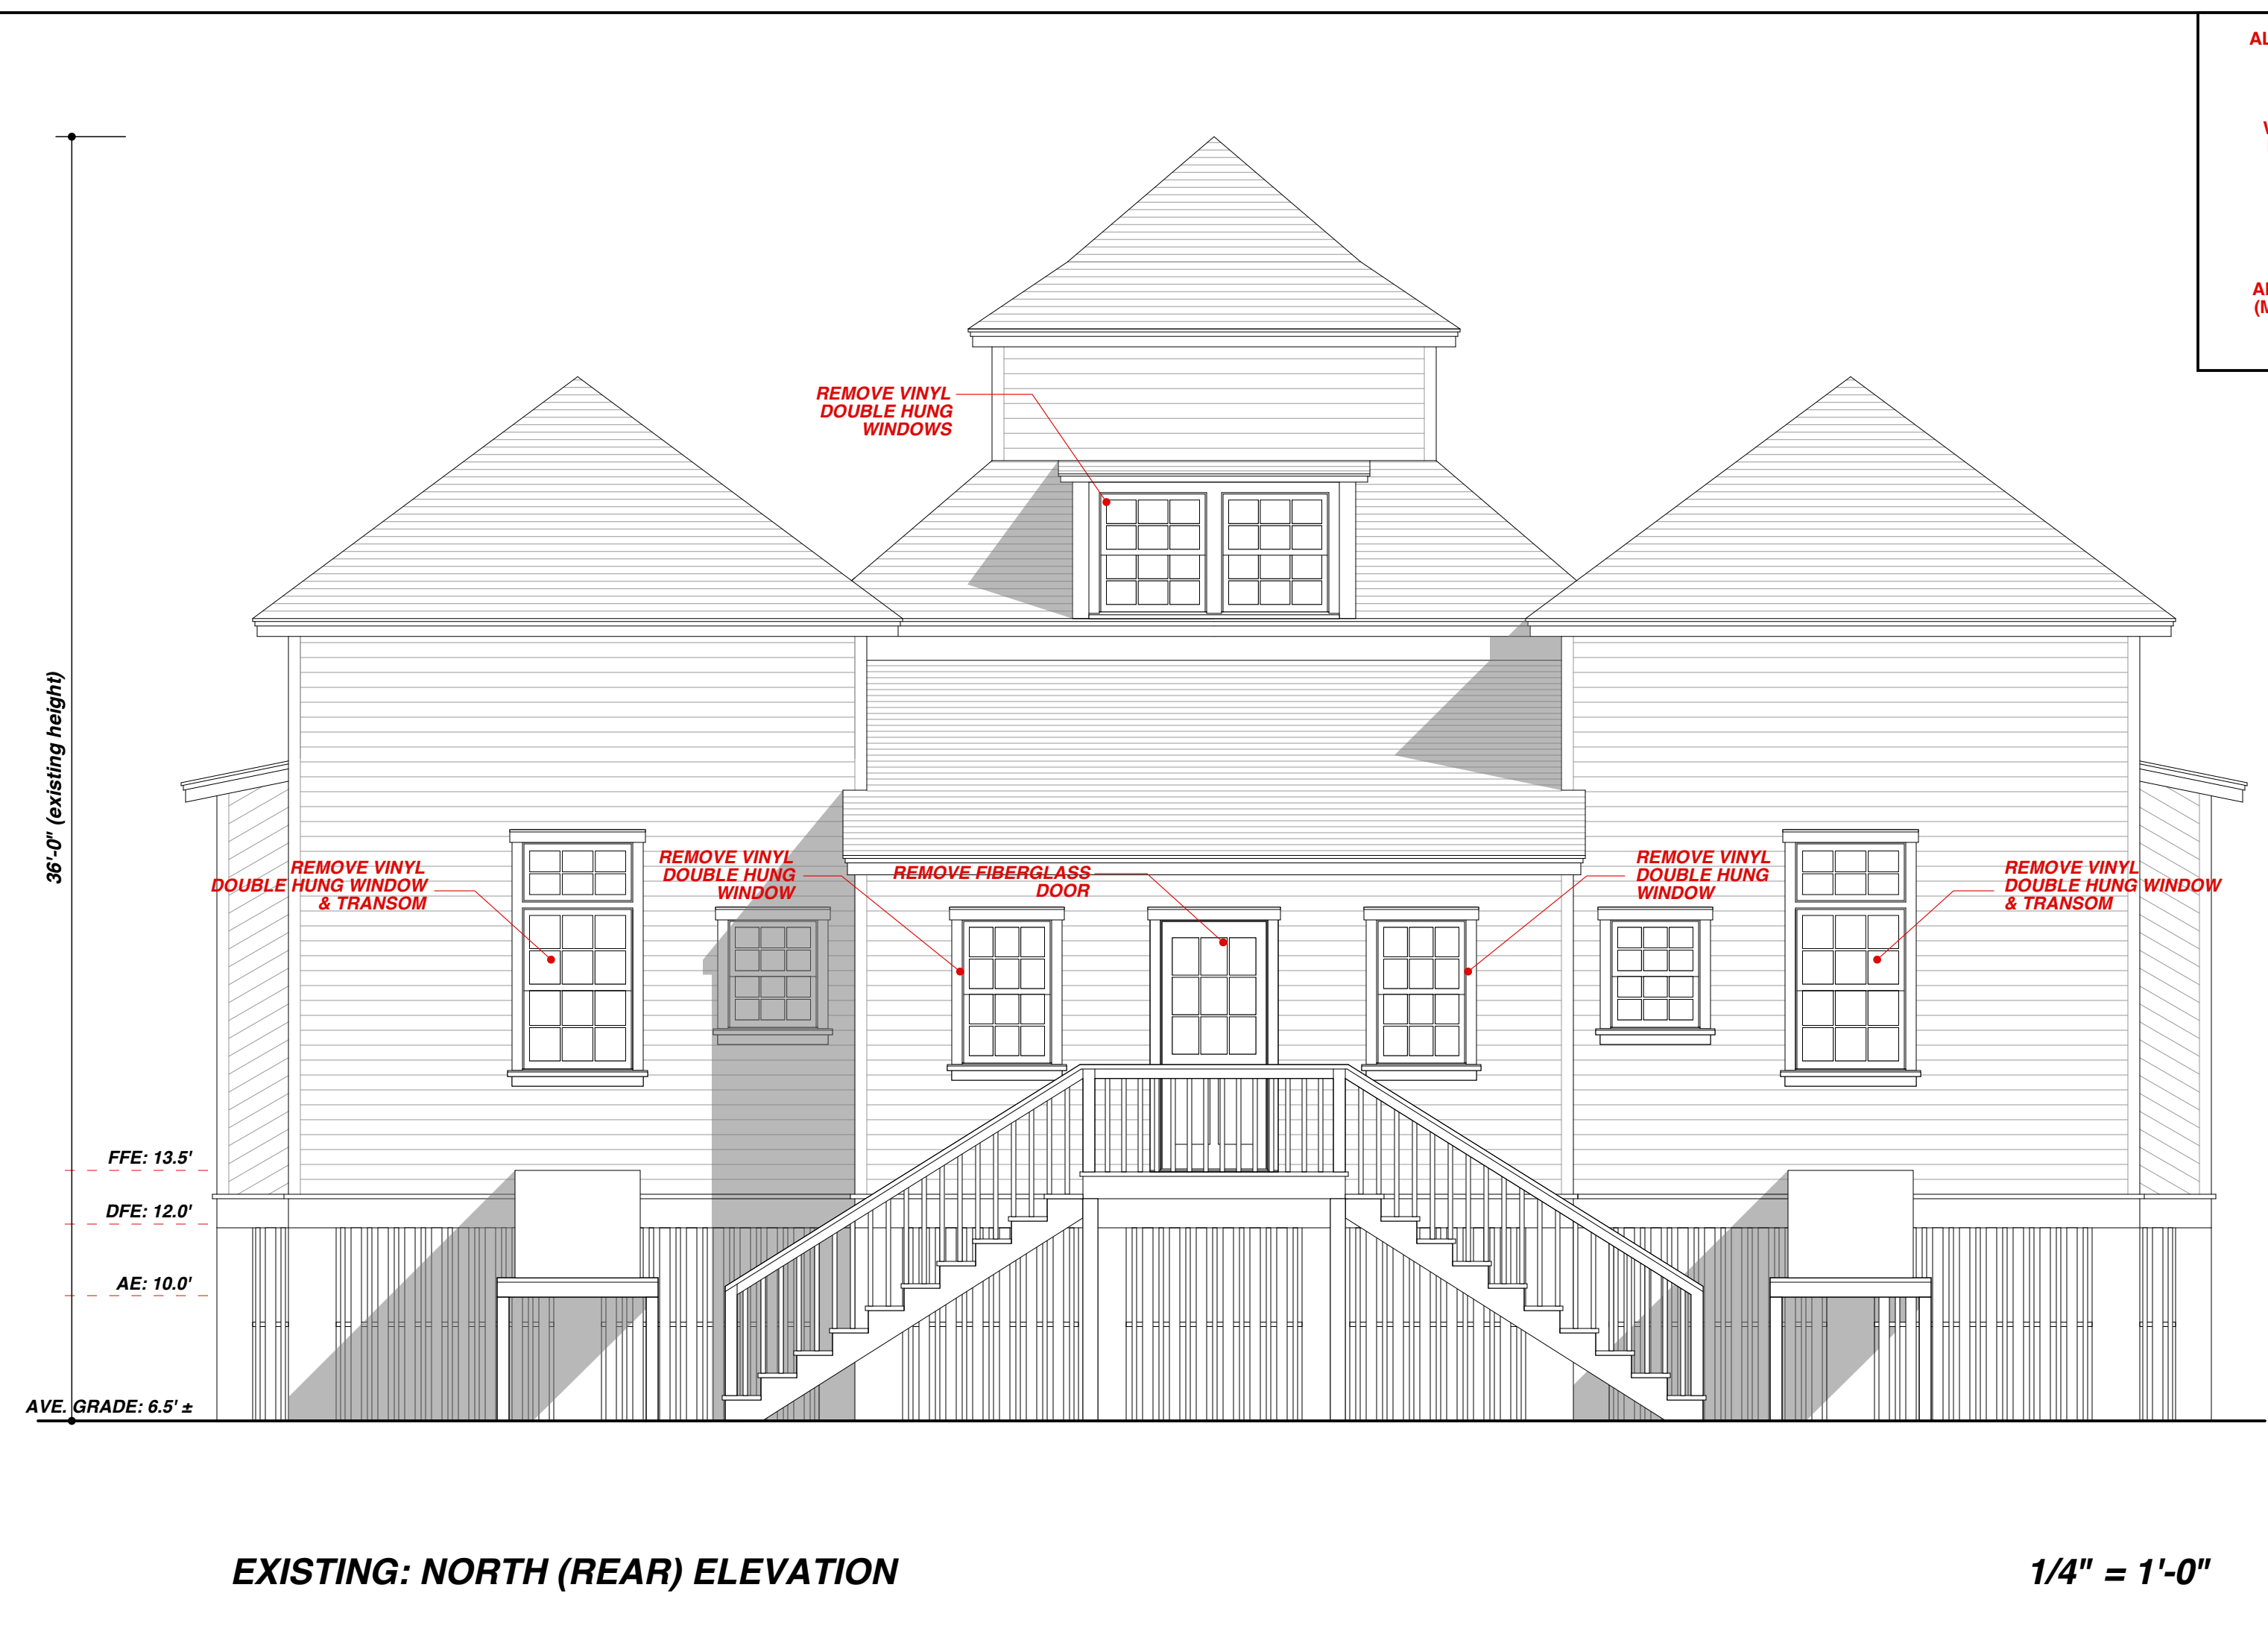 AL
(M
REMOVE VINYL
DOUBLE HUNG
WINDOWS
36'-0" (existing height)
REMOVE VINYL
DOUBLE HUNG WINDOW
& TRANSOM
REMOVE VINYL
DOUBLE HUNG
WINDOW
REMOVE FIBERGLASS
DOOR
REMOVE VINYL
DOUBLE HUNG
WINDOW
REMOVE VINYL
DOUBLE HUNG WINDOW
& TRANSOM
FFE: 13.5'
DFE: 12.0'
AE: 10.0'
AVE. GRADE: 6.5' ±
EXISTING: NORTH (REAR) ELEVATION
1/4" = 1'-0"